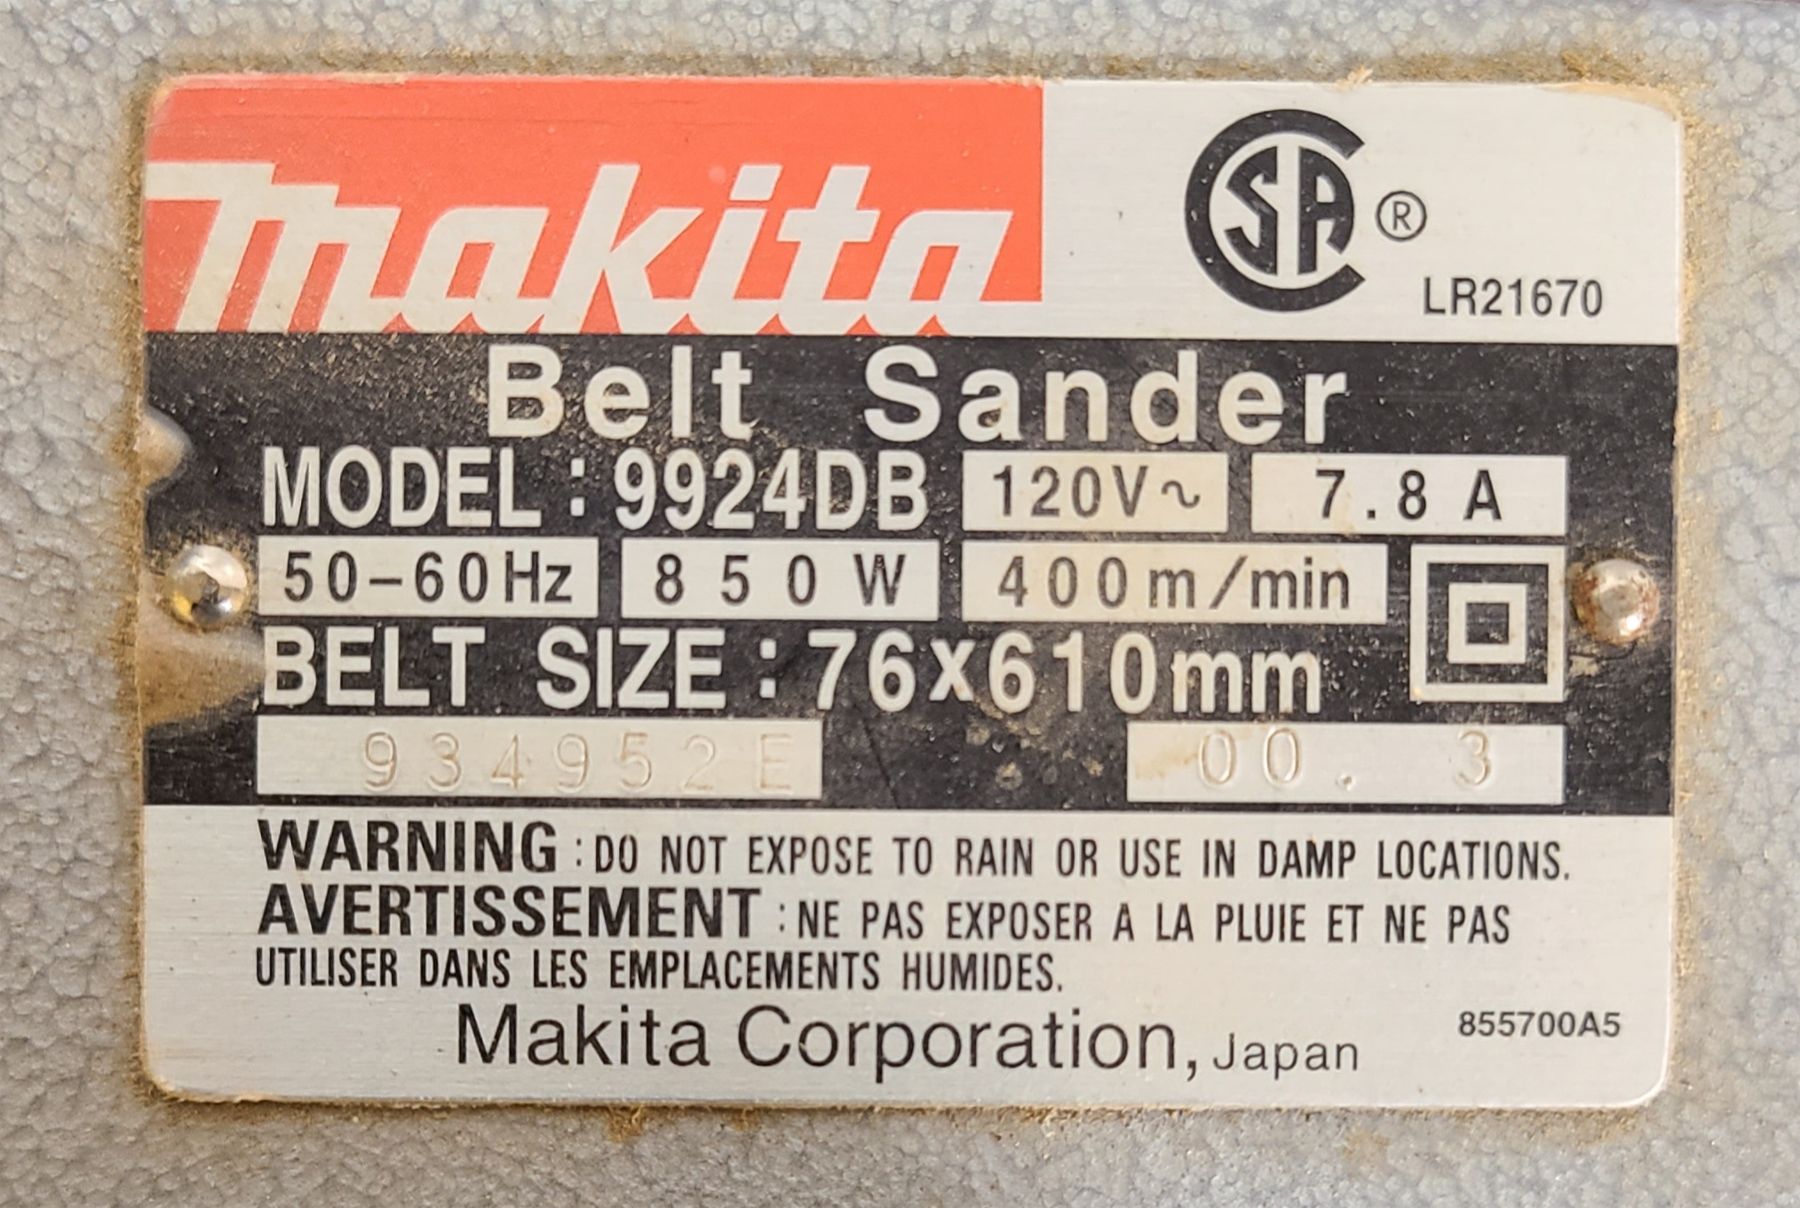 makita
CSA ®
LR21670
Belt Sander
MODEL : 9924DB 120V~ 7.8 A
50-60Hz 850 W 400m/min
BELT SIZE : 76x610mm
934952E 00. 3
WARNING : DO NOT EXPOSE TO RAIN OR USE IN DAMP LOCATIONS.
AVERTISSEMENT : NE PAS EXPOSER A LA PLUIE ET NE PAS
UTILISER DANS LES EMPLACEMENTS HUMIDES.
Makita Corporation, Japan
855700A5